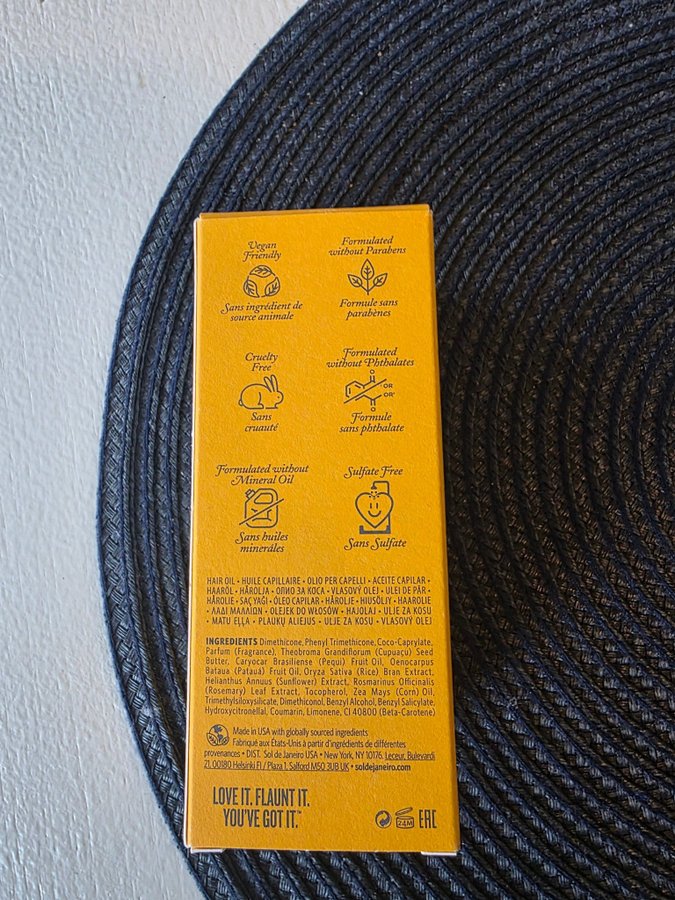 Vegan
Friendly
Sans ingrédient de
source animale
Formulated
without Parabens
Formule sans
parabènes
Cruelty
Free
Sans
cruauté
Formulated
without Phthalates
O
OR
OR'
O
Formule
sans phthalate
Formulated without
Mineral Oil
Sans huiles
minérales
Sulfate Free
Sans Sulfate
HAIR OIL • HUILE CAPILLAIRE • OLIO PER CAPELLI • ACEITE CAPILAR •
HAARÖL • HÅROLJA • ОЛИО ЗА КОСА • VLASOVÝ OLEJ • ULEI DE PĂR •
HÅROLIE • SAÇ YAĞI • ÓLEO CAPILAR • HÅROLJE • HIUSÖLJY • HAAROLIE
• ΛΑΔΙ ΜΑΛΛΙΩΝ • OLEJEK DO WŁOSÓW • HAJOLAJ • ULJE ZA KOSU
• MATU EĻĻA • PLAUKŲ ALIEJUS • ULJE ZA KOSU • VLASOVÝ OLEJ
INGREDIENTS Dimethicone, Phenyl Trimethicone, Coco-Caprylate,
Parfum (Fragrance), Theobroma Grandiflorum (Cupuaçu) Seed
Butter, Caryocar Brasiliense (Pequi) Fruit Oil, Oenocarpus
Bataua (Patauá) Fruit Oil, Oryza Sativa (Rice) Bran Extract,
Helianthus Annuus (Sunflower) Extract, Rosmarinus Officinalis
(Rosemary) Leaf Extract, Tocopherol, Zea Mays (Corn) Oil,
Trimethylsiloxysilicate, Dimethiconol, Benzyl Alcohol, Benzyl Salicylate,
Hydroxycitronellal, Coumarin, Limonene, CI 40800 (Beta-Carotene)
Made in USA with globally sourced ingredients
Fabriqué aux États-Unis à partir d'ingrédients de différentes
provenances • DIST. Sol de Janeiro USA • New York, NY, 10176. Leceur, Bulevardi
21, 00180 Helsinki FI / Plaza 1, Salford M50 3UB UK • soldejaneiro.com
LOVE IT. FLAUNT IT.
YOU'VE GOT IT.™
24M
EAC